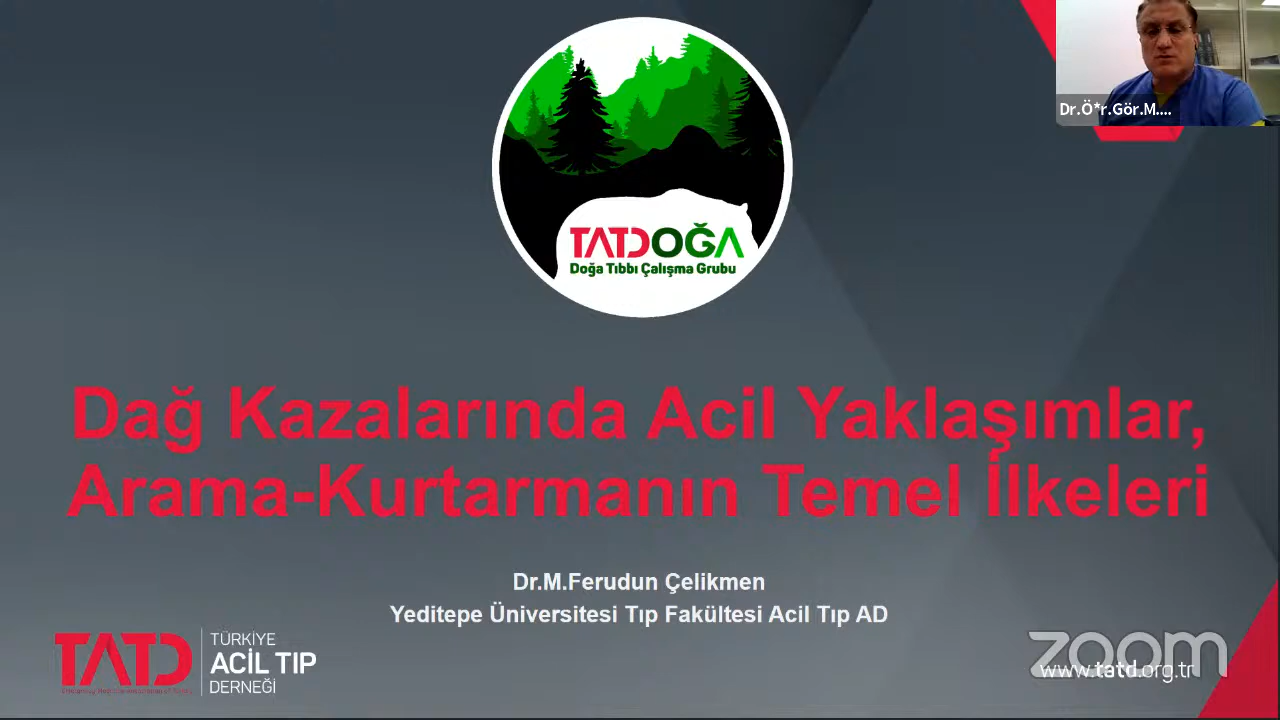 Dr.Ö*r.Gör.M....
TATDOĞA
Doğa Tıbbı Çalışma Grubu
Dağ Kazalarında Acil Yaklaşımlar,
Arama-Kurtarmanın Temel İlkeleri
Dr.M.Ferudun Çelikmen
Yeditepe Üniversitesi Tıp Fakültesi Acil Tıp AD
TATD
TÜRKİYE
ACİL TIP
DERNEĞİ
zoom
www.tatd.org.tr